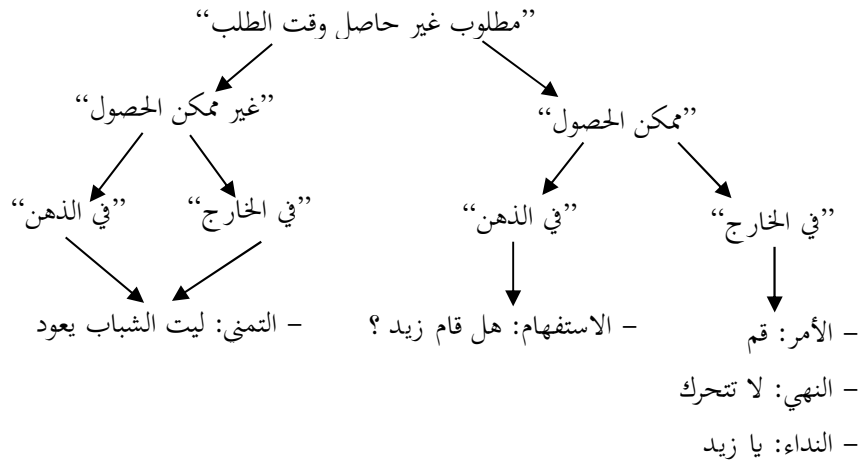 ”مطلوب غير حاصل وقت الطلب“
”ممكن الحصول“
”غير ممكن الحصول“
”في الخارج“
”في الذهن“
”في الخارج“
”في الذهن“
– الأمر: قم
– النهي: لا تتحرك
– النداء: يا زيد
– الاستفهام: هل قام زيد ؟
– التمني: ليت الشباب يعود